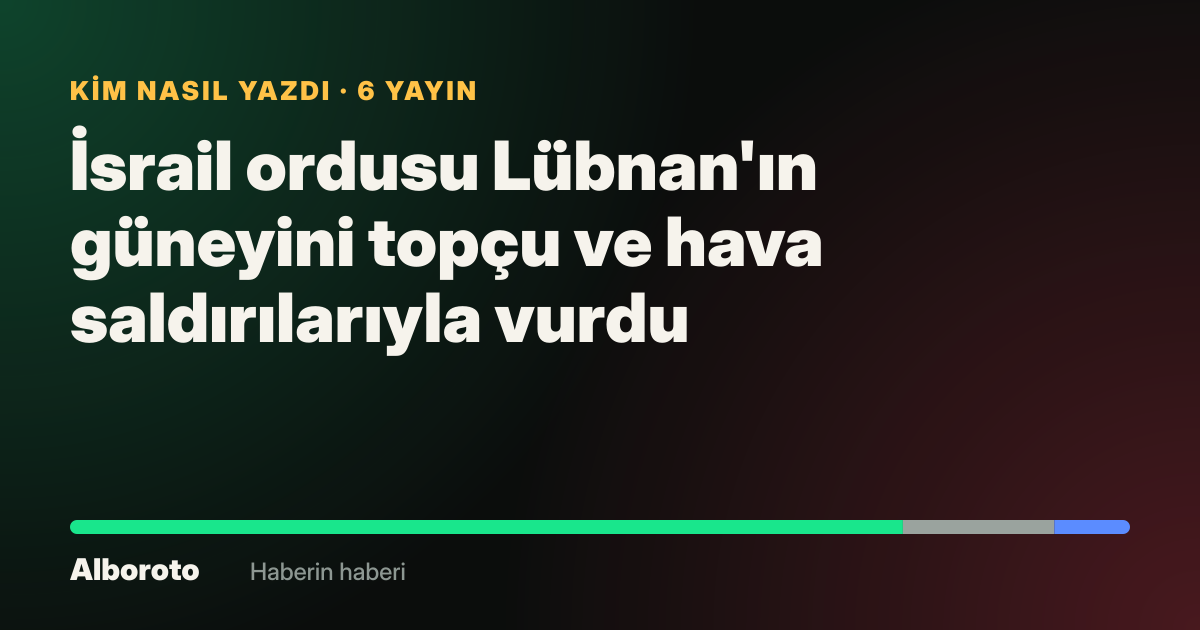 KİM NASIL YAZDI · 6 YAYIN
İsrail ordusu Lübnan'ın
güneyini topçu ve hava
saldırılarıyla vurdu
Alboroto Haberin haberi